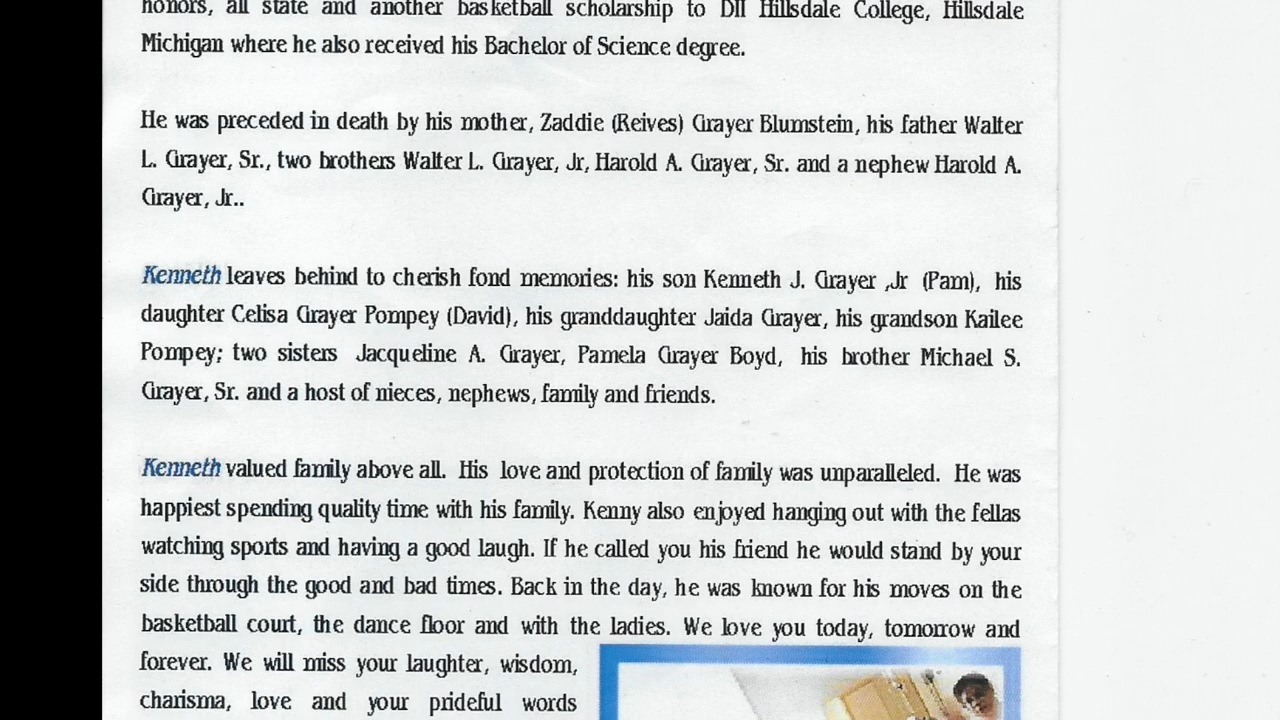 honors, all state and another basketball scholarship to DII Hillsdale College, Hillsdale
Michigan where he also received his Bachelor of Science degree.
He was preceded in death by his mother, Zaddie (Reives) Grayer Blumstein, his father Walter
L. Grayer, Sr., two brothers Walter L. Grayer, Jr, Harold A. Grayer, Sr. and a nephew Harold A.
Grayer, Jr..
Kenneth leaves behind to cherish fond memories: his son Kenneth J. Grayer ,Jr (Pam), his
daughter Celisa Grayer Pompey (David), his granddaughter Jaida Grayer, his grandson Kailee
Pompey; two sisters Jacqueline A. Grayer, Pamela Grayer Boyd, his brother Michael S.
Grayer, Sr. and a host of nieces, nephews, family and friends.
Kenneth valued family above all. His love and protection of family was unparalleled. He was
happiest spending quality time with his family. Kenny also enjoyed hanging out with the fellas
watching sports and having a good laugh. If he called you his friend he would stand by your
side through the good and bad times. Back in the day, he was known for his moves on the
basketball court, the dance floor and with the ladies. We love you today, tomorrow and
forever. We will miss your laughter, wisdom,
charisma, love and your prideful words